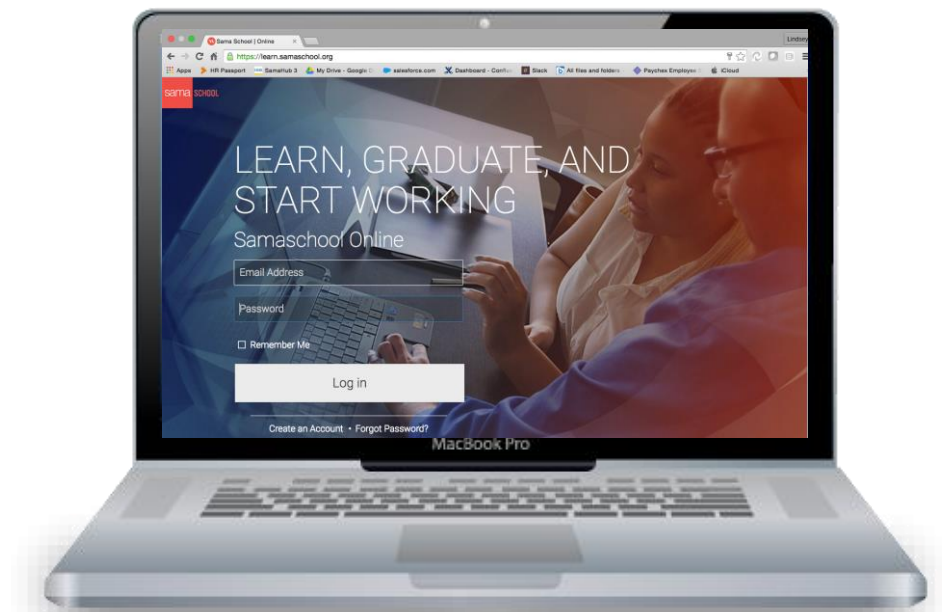 Sama School | Online
Lindsey
https://learn.samaschool.org
Apps HR Passport SamaHub 3 My Drive - Google D salesforce.com Dashboard - Conflu Slack All files and folders Paychex Employee iCloud
sama SCHOOL
LEARN, GRADUATE, AND
START WORKING
Samaschool Online
Email Address
Password
Remember Me
Log in
Create an Account • Forgot Password?
MacBook Pro